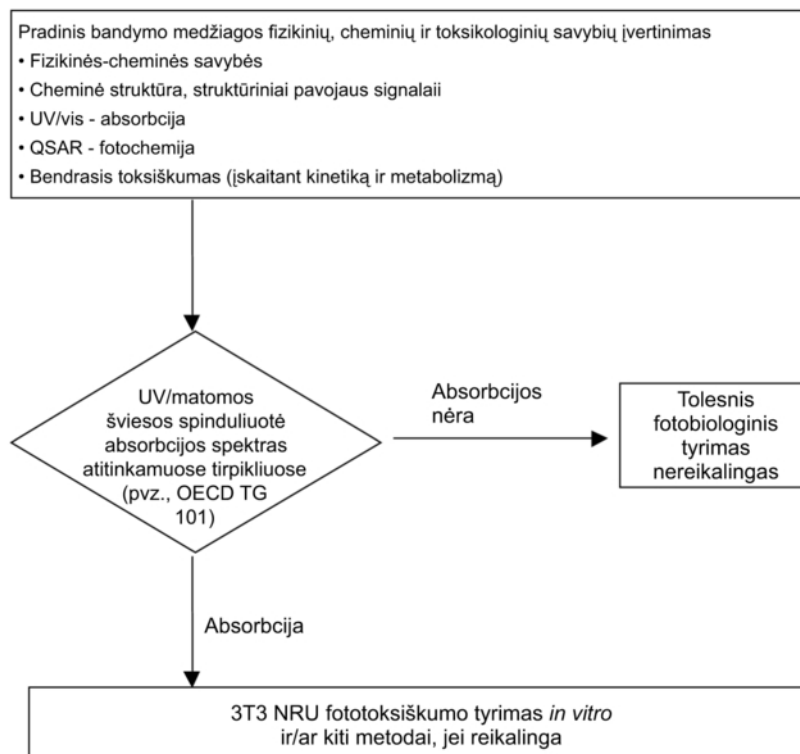 Pradinis bandymo medžiagos fizikinių, cheminių ir toksikologinių savybių įvertinimas
• Fizikinės-cheminės savybės
• Cheminė struktūra, struktūriniai pavojaus signalaii
• UV/vis - absorbcija
• QSAR - fotochemija
• Bendrasis toksiškumas (įskaitant kinetiką ir metabolizmą)
UV/matomos
šviesos spinduliuotė
absorbcijos spektras
atitinkamuose tirpikliuose
(pvz., OECD TG
101)
Absorbcijos
nėra
Tolesnis
fotobiologinis
tyrimas
nereikalingas
Absorbcija
3T3 NRU fototoksiškumo tyrimas in vitro
ir/ar kiti metodai, jei reikalinga